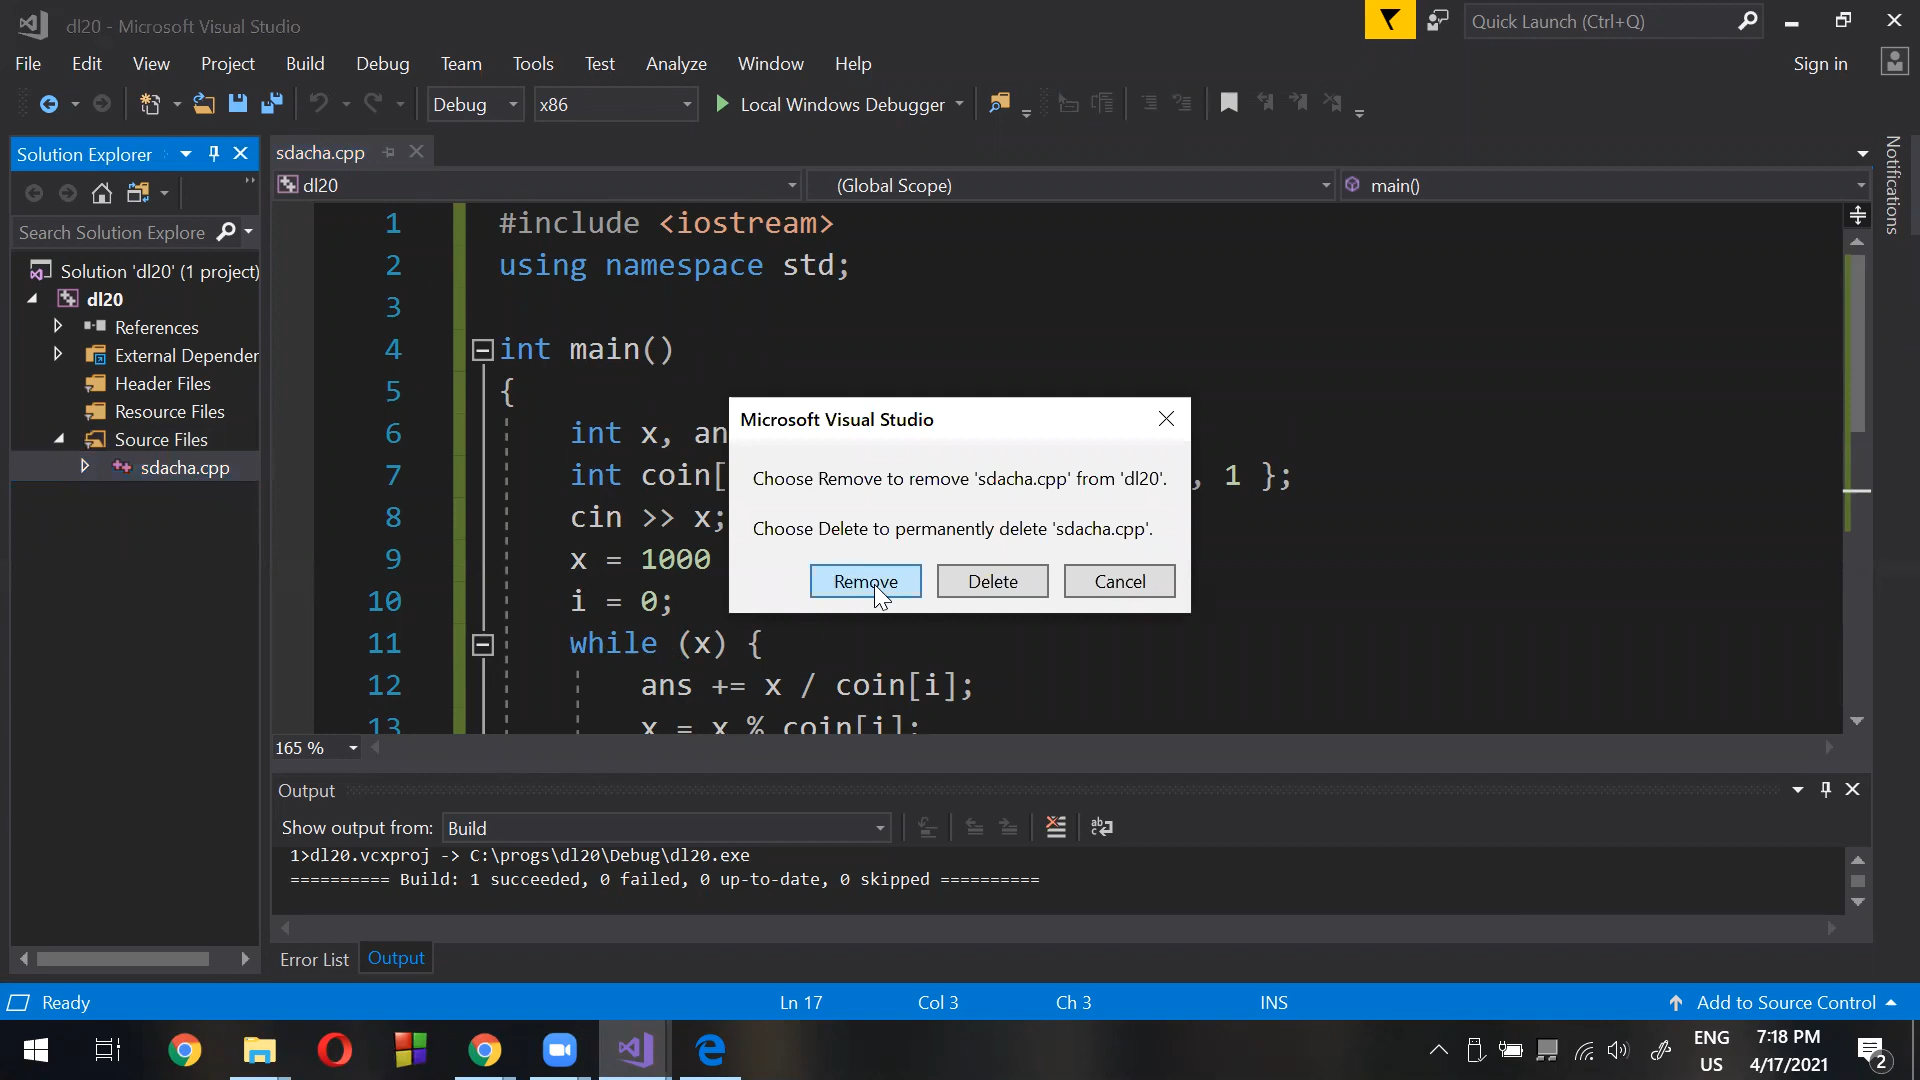 dl20 - Microsoft Visual Studio
Quick Launch (Ctrl+Q)
File Edit View Project Build Debug Team Tools Test Analyze Window Help
Sign in
Debug x86 Local Windows Debugger
Solution Explorer
Search Solution Explore
Solution 'dl20' (1 project)
dl20
References
External Depender
Header Files
Resource Files
Source Files
sdacha.cpp
sdacha.cpp
dl20 (Global Scope) main()
1 #include <iostream>
2 using namespace std;
3
4 int main()
5 {
6 int x, an
7 int coin[ , 1 };
8 cin >> x;
9 x = 1000
10 i = 0;
11 while (x) {
12 ans += x / coin[i];
13 x = x % coin[i];
Microsoft Visual Studio
Choose Remove to remove 'sdacha.cpp' from 'dl20'.
Choose Delete to permanently delete 'sdacha.cpp'.
Remove Delete Cancel
Notifications
165 %
Output
Show output from: Build
1>dl20.vcxproj -> C:\progs\dl20\Debug\dl20.exe
========== Build: 1 succeeded, 0 failed, 0 up-to-date, 0 skipped ==========
Error List Output
Ready Ln 17 Col 3 Ch 3 INS Add to Source Control
ENG
US
7:18 PM
4/17/2021
2